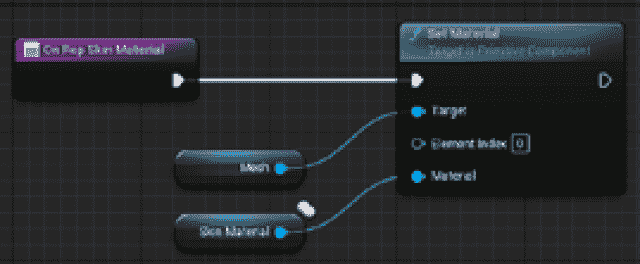 On Rep Skin Material
Set Material
Target is Primitive Component
Target
Element Index 0
Mesh
Material
Skin Material